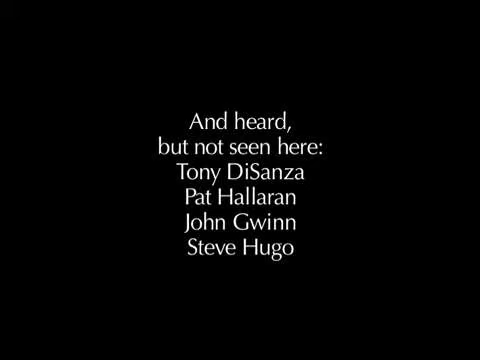 And heard,
but not seen here:
Tony DiSanza
Pat Hallaran
John Gwinn
Steve Hugo